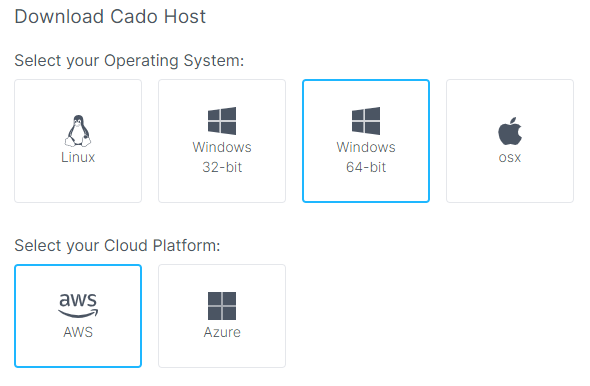 Download Cado Host
Select your Operating System:
Linux
Windows
32-bit
Windows
64-bit
osx
Select your Cloud Platform:
aws
AWS
Azure